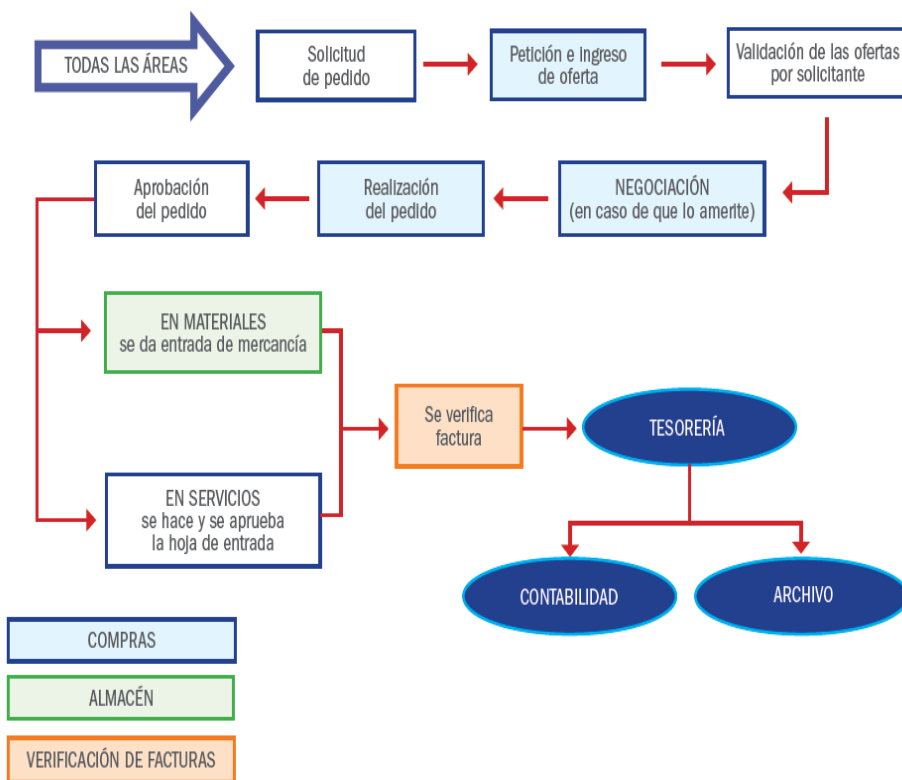 TODAS LAS ÁREAS
Solicitud
de pedido
Petición e ingreso
de oferta
Validación de las ofertas
por solicitante
Aprobación
del pedido
Realización
del pedido
NEGOCIACIÓN
(en caso de que lo amerite)
EN MATERIALES
se da entrada de mercancía
Se verifica
factura
TESORERÍA
EN SERVICIOS
se hace y se aprueba
la hoja de entrada
CONTABILIDAD
ARCHIVO
COMPRAS
ALMACÉN
VERIFICACIÓN DE FACTURAS